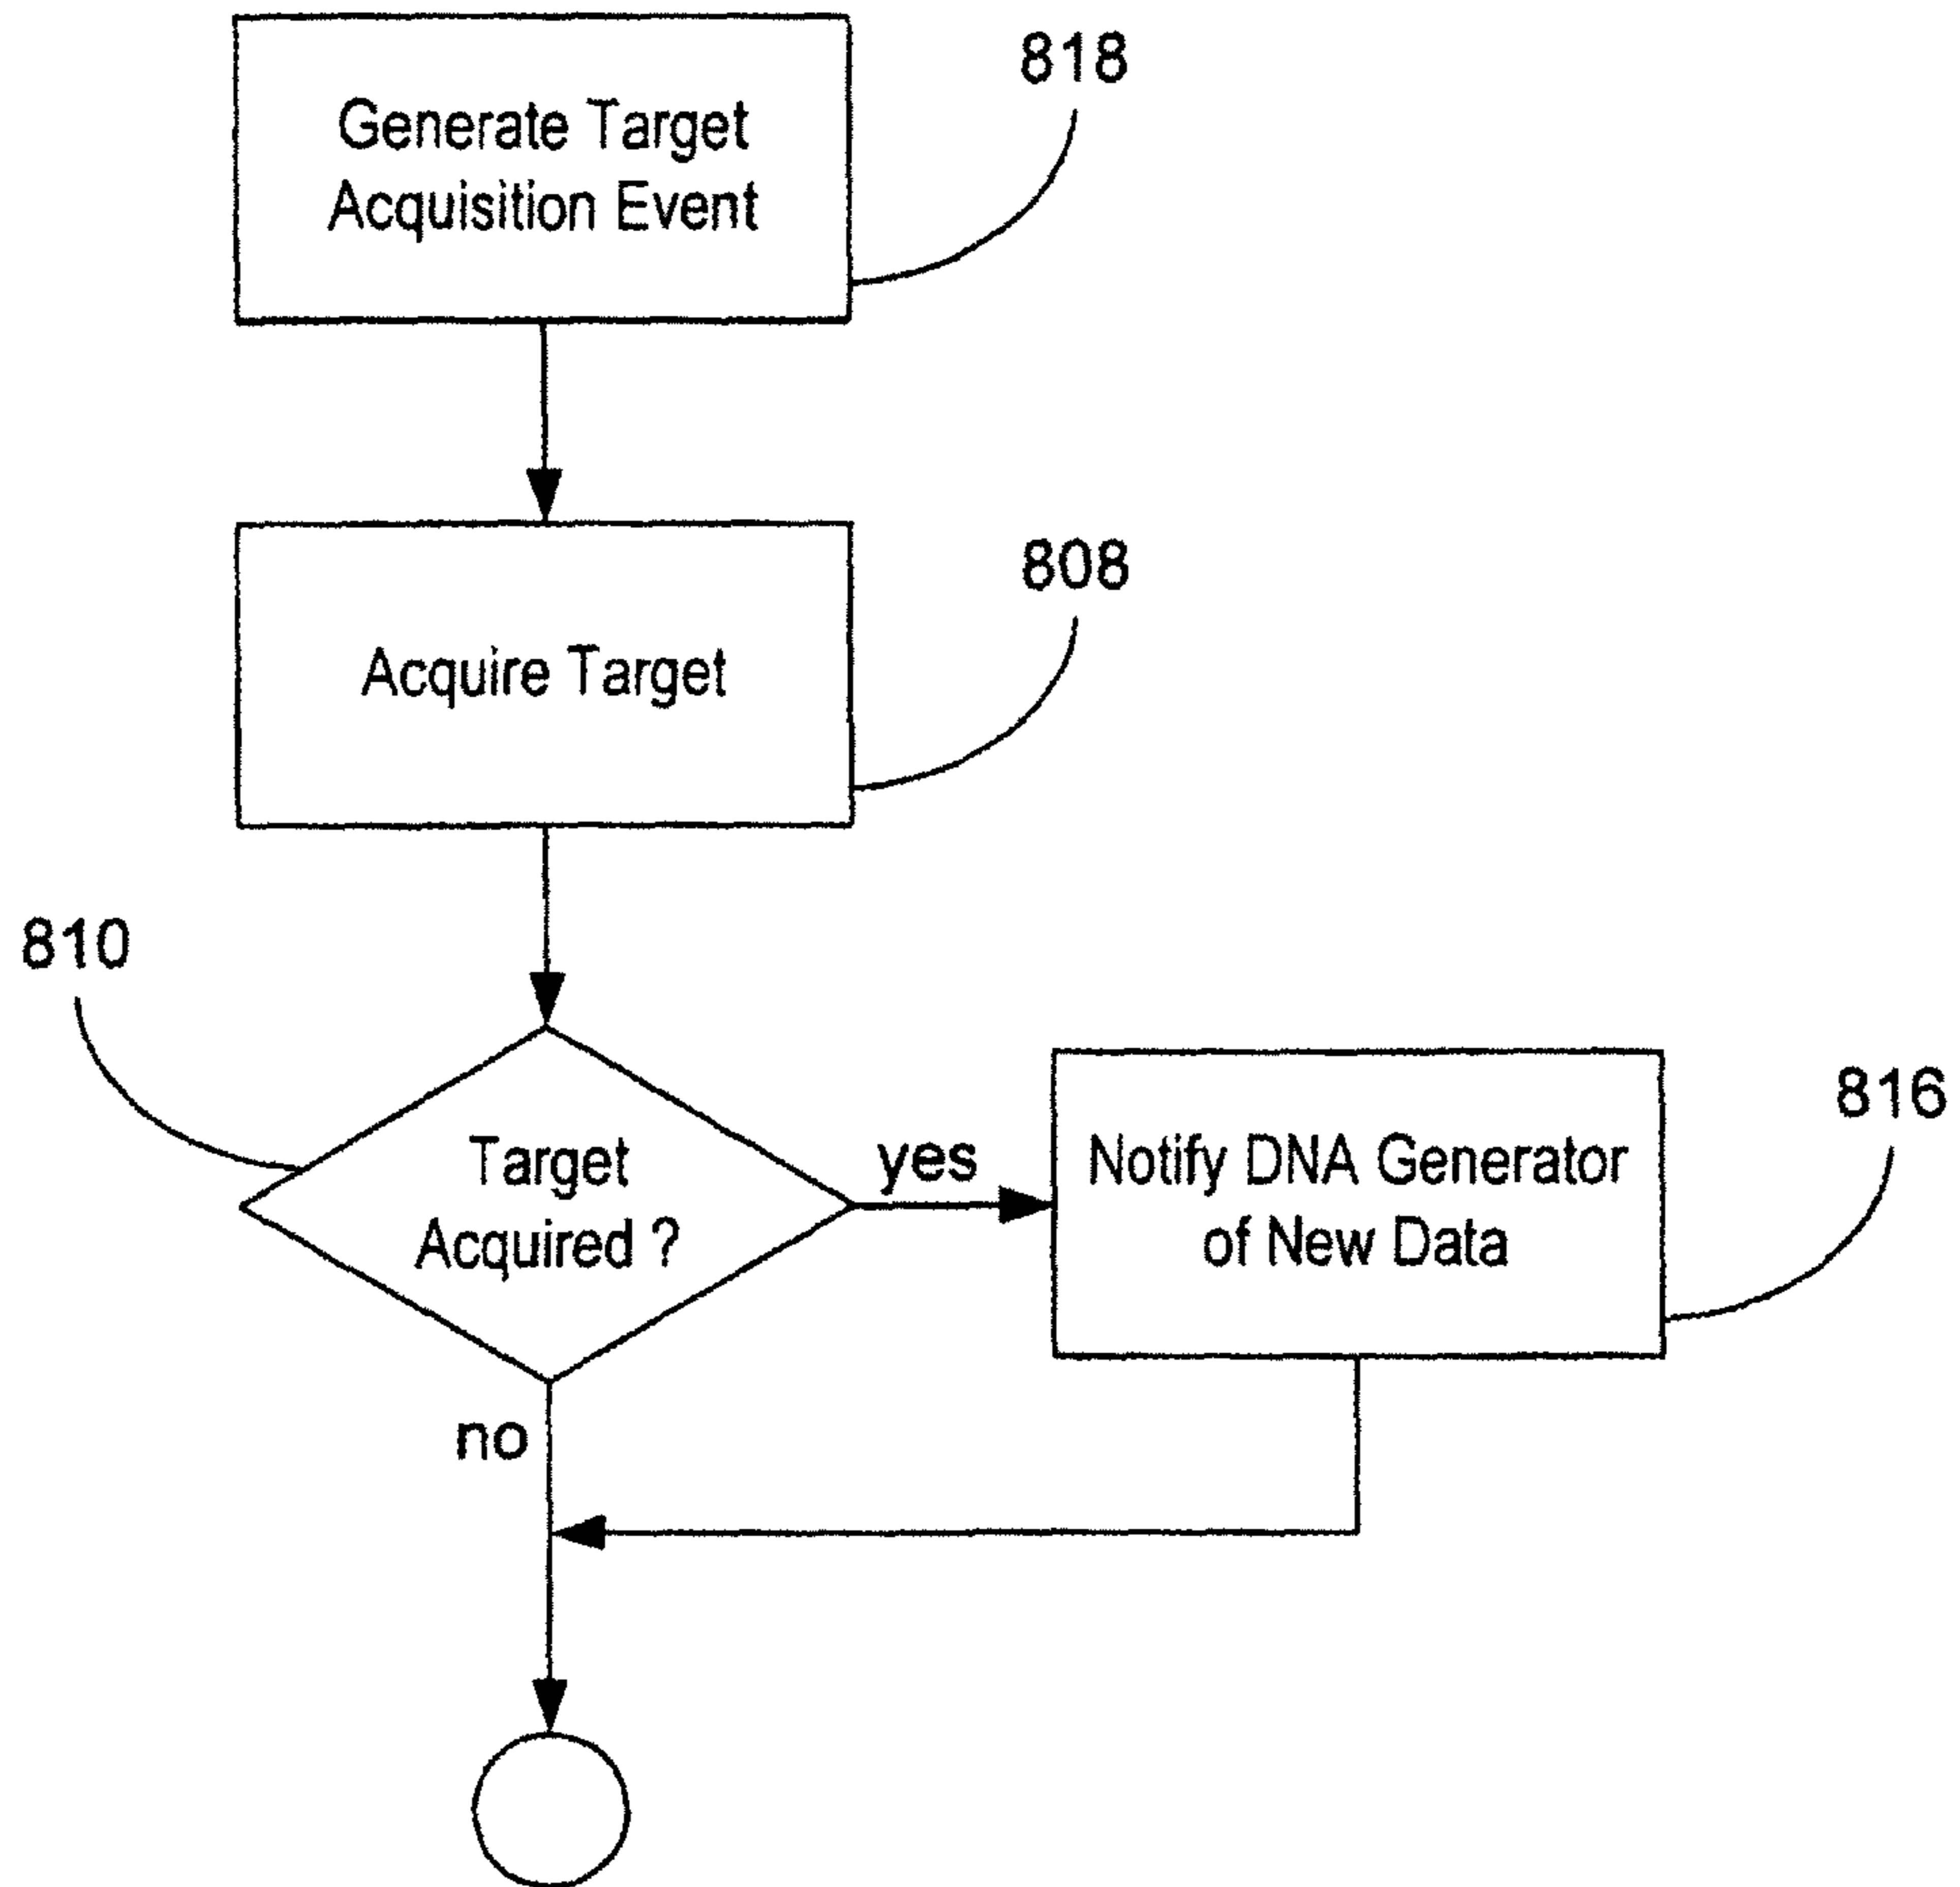 818
Generate Target
Acquisition Event
808
Acquire Target
810
Target
Acquired ?
yes
Notify DNA Generator
of New Data
816
no